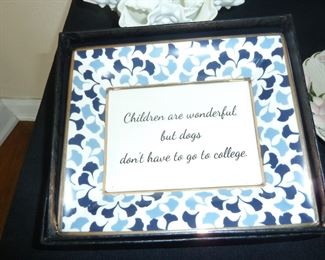 Children are wonderful,
but dogs
don't have to go to college.